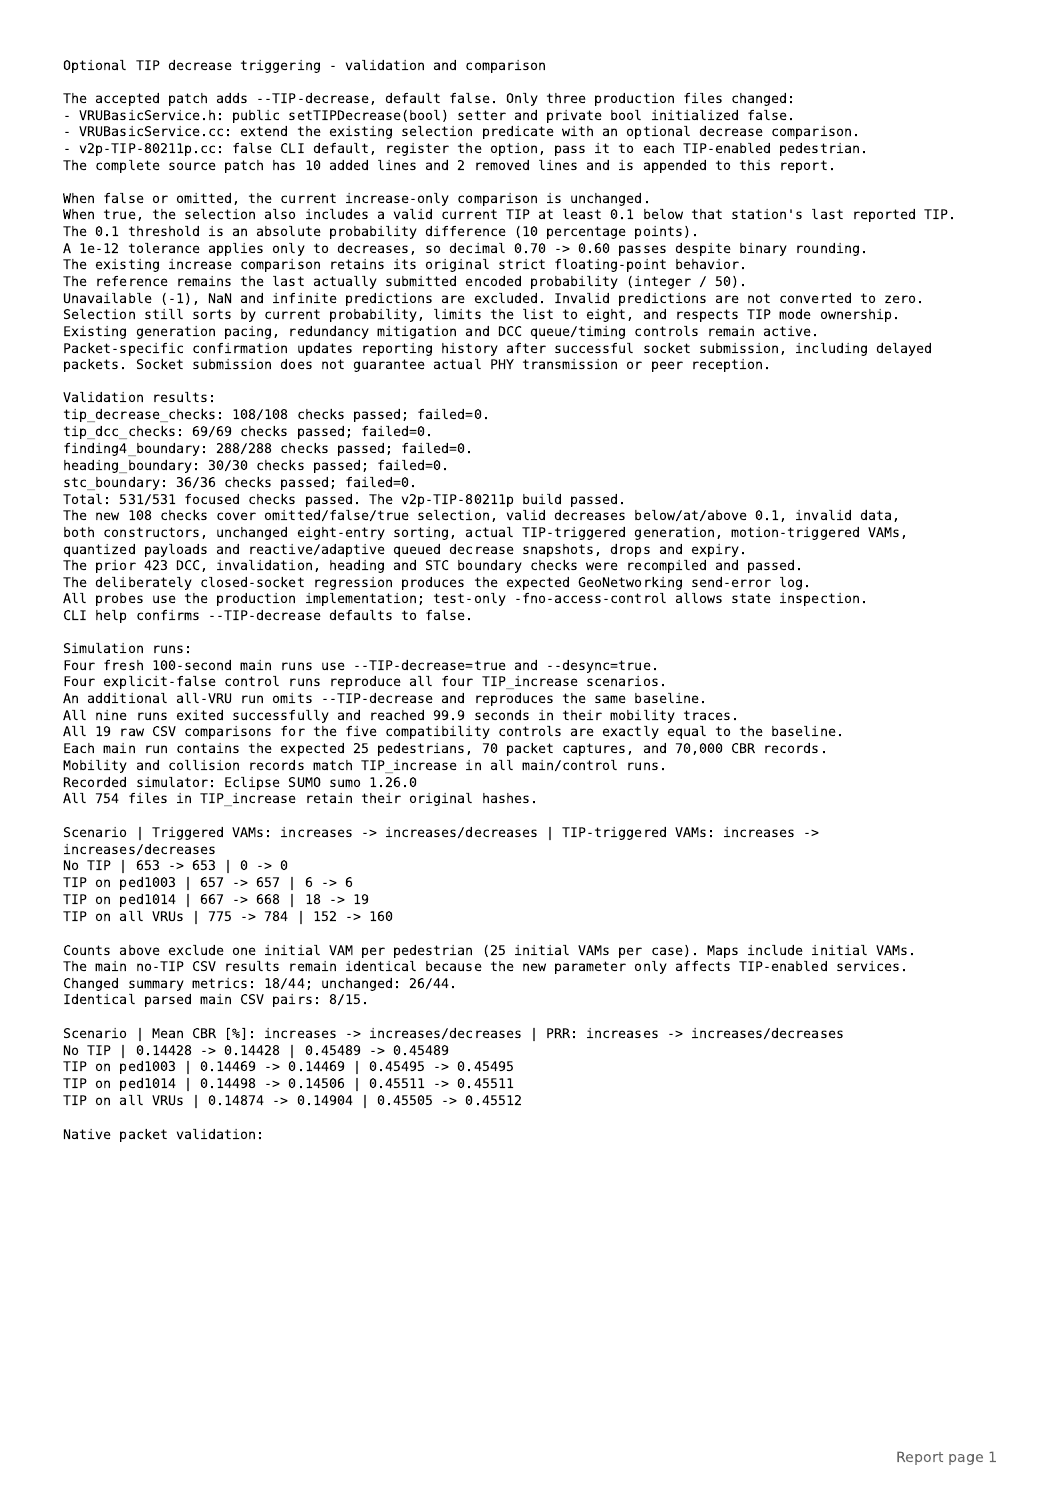 Optional TIP decrease triggering - validation and comparison
The accepted patch adds --TIP-decrease, default false. Only three production files changed:
- VRUBasicService.h: public setTIPDecrease(bool) setter and private bool initialized false.
- VRUBasicService.cc: extend the existing selection predicate with an optional decrease comparison.
- v2p-TIP-80211p.cc: false CLI default, register the option, pass it to each TIP-enabled pedestrian.
The complete source patch has 10 added lines and 2 removed lines and is appended to this report.
When false or omitted, the current increase-only comparison is unchanged.
When true, the selection also includes a valid current TIP at least 0.1 below that station's last reported TIP.
The 0.1 threshold is an absolute probability difference (10 percentage points).
A 1e-12 tolerance applies only to decreases, so decimal 0.70 -> 0.60 passes despite binary rounding.
The existing increase comparison retains its original strict floating-point behavior.
The reference remains the last actually submitted encoded probability (integer / 50).
Unavailable (-1), NaN and infinite predictions are excluded. Invalid predictions are not converted to zero.
Selection still sorts by current probability, limits the list to eight, and respects TIP mode ownership.
Existing generation pacing, redundancy mitigation and DCC queue/timing controls remain active.
Packet-specific confirmation updates reporting history after successful socket submission, including delayed
packets. Socket submission does not guarantee actual PHY transmission or peer reception.
Validation results:
tip_decrease_checks: 108/108 checks passed; failed=0.
tip_dcc_checks: 69/69 checks passed; failed=0.
finding4_boundary: 288/288 checks passed; failed=0.
heading_boundary: 30/30 checks passed; failed=0.
stc_boundary: 36/36 checks passed; failed=0.
Total: 531/531 focused checks passed. The v2p-TIP-80211p build passed.
The new 108 checks cover omitted/false/true selection, valid decreases below/at/above 0.1, invalid data,
both constructors, unchanged eight-entry sorting, actual TIP-triggered generation, motion-triggered VAMs,
quantized payloads and reactive/adaptive queued decrease snapshots, drops and expiry.
The prior 423 DCC, invalidation, heading and STC boundary checks were recompiled and passed.
The deliberately closed-socket regression produces the expected GeoNetworking send-error log.
All probes use the production implementation; test-only -fno-access-control allows state inspection.
CLI help confirms --TIP-decrease defaults to false.
Simulation runs:
Four fresh 100-second main runs use --TIP-decrease=true and --desync=true.
Four explicit-false control runs reproduce all four TIP_increase scenarios.
An additional all-VRU run omits --TIP-decrease and reproduces the same baseline.
All nine runs exited successfully and reached 99.9 seconds in their mobility traces.
All 19 raw CSV comparisons for the five compatibility controls are exactly equal to the baseline.
Each main run contains the expected 25 pedestrians, 70 packet captures, and 70,000 CBR records.
Mobility and collision records match TIP_increase in all main/control runs.
Recorded simulator: Eclipse SUMO sumo 1.26.0
All 754 files in TIP_increase retain their original hashes.
Scenario | Triggered VAMs: increases -> increases/decreases | TIP-triggered VAMs: increases ->
increases/decreases
No TIP | 653 -> 653 | 0 -> 0
TIP on ped1003 | 657 -> 657 | 6 -> 6
TIP on ped1014 | 667 -> 668 | 18 -> 19
TIP on all VRUs | 775 -> 784 | 152 -> 160
Counts above exclude one initial VAM per pedestrian (25 initial VAMs per case). Maps include initial VAMs.
The main no-TIP CSV results remain identical because the new parameter only affects TIP-enabled services.
Changed summary metrics: 18/44; unchanged: 26/44.
Identical parsed main CSV pairs: 8/15.
Scenario | Mean CBR [%]: increases -> increases/decreases | PRR: increases -> increases/decreases
No TIP | 0.14428 -> 0.14428 | 0.45489 -> 0.45489
TIP on ped1003 | 0.14469 -> 0.14469 | 0.45495 -> 0.45495
TIP on ped1014 | 0.14498 -> 0.14506 | 0.45511 -> 0.45511
TIP on all VRUs | 0.14874 -> 0.14904 | 0.45505 -> 0.45512
Native packet validation:
Report page 1